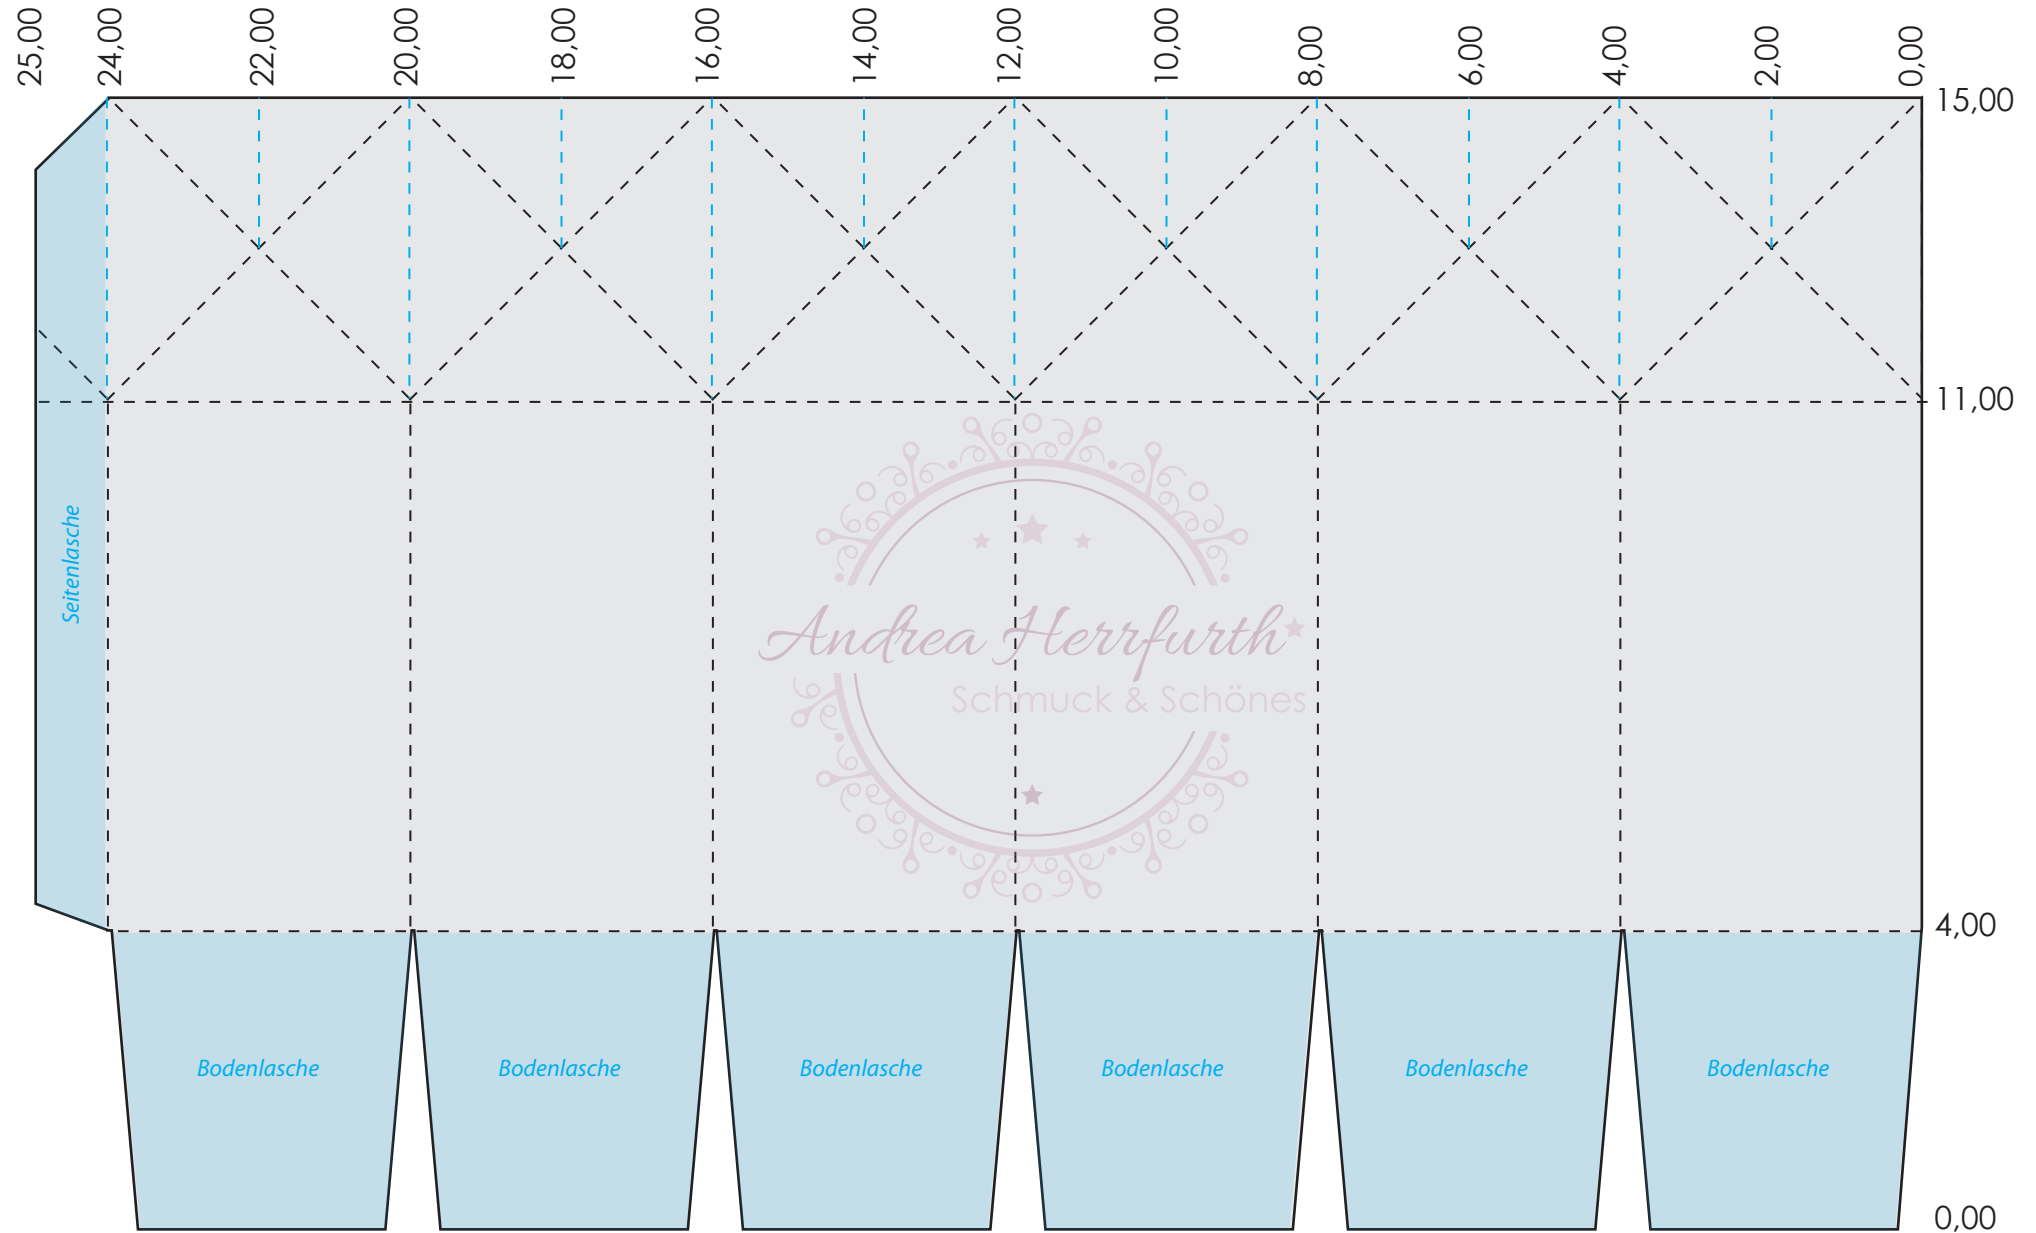 25,00
24,00
22,00
20,00
18,00
16,00
14,00
12,00
10,00
8,00
6,00
4,00
2,00
0,00
15,00
11,00
Seitenlasche
Andrea Herrfurth
Schmuck & Schönes
4,00
Bodenlasche
Bodenlasche
Bodenlasche
Bodenlasche
Bodenlasche
Bodenlasche
0,00